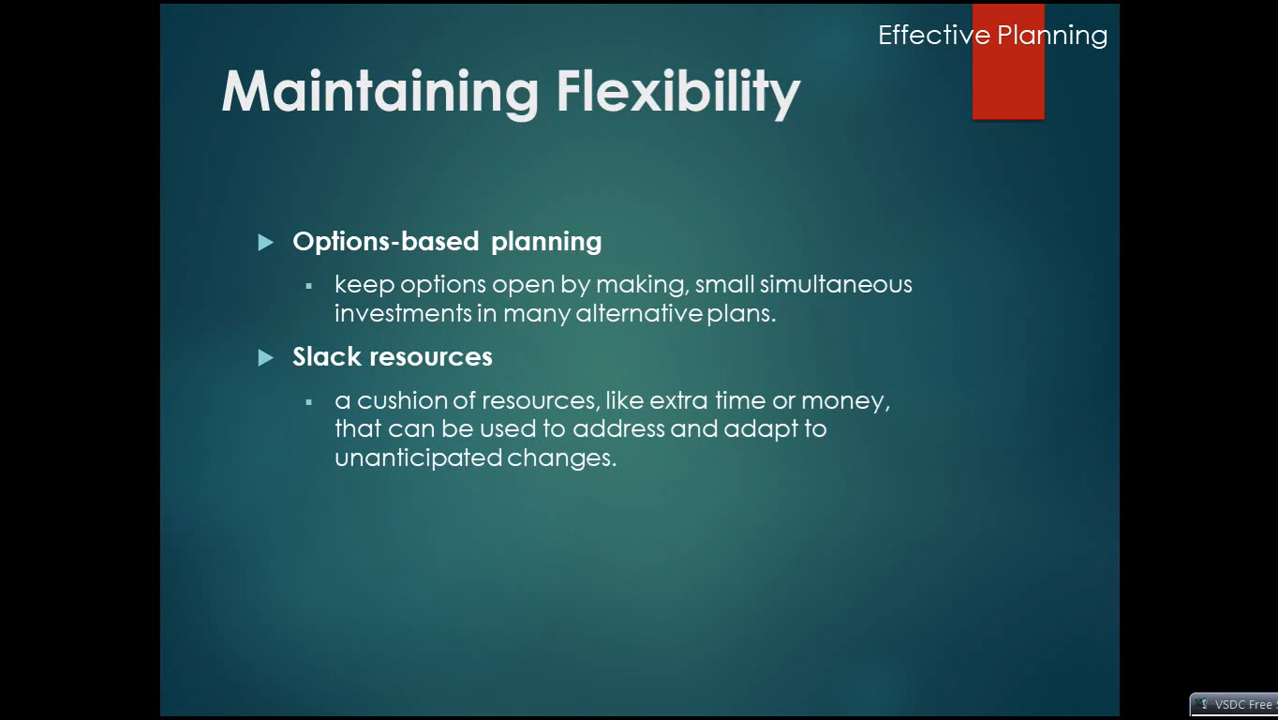 Effective Planning
Maintaining Flexibility
Options-based planning
keep options open by making, small simultaneous
investments in many alternative plans.
Slack resources
a cushion of resources, like extra time or money,
that can be used to address and adapt to
unanticipated changes.
VSDC Free